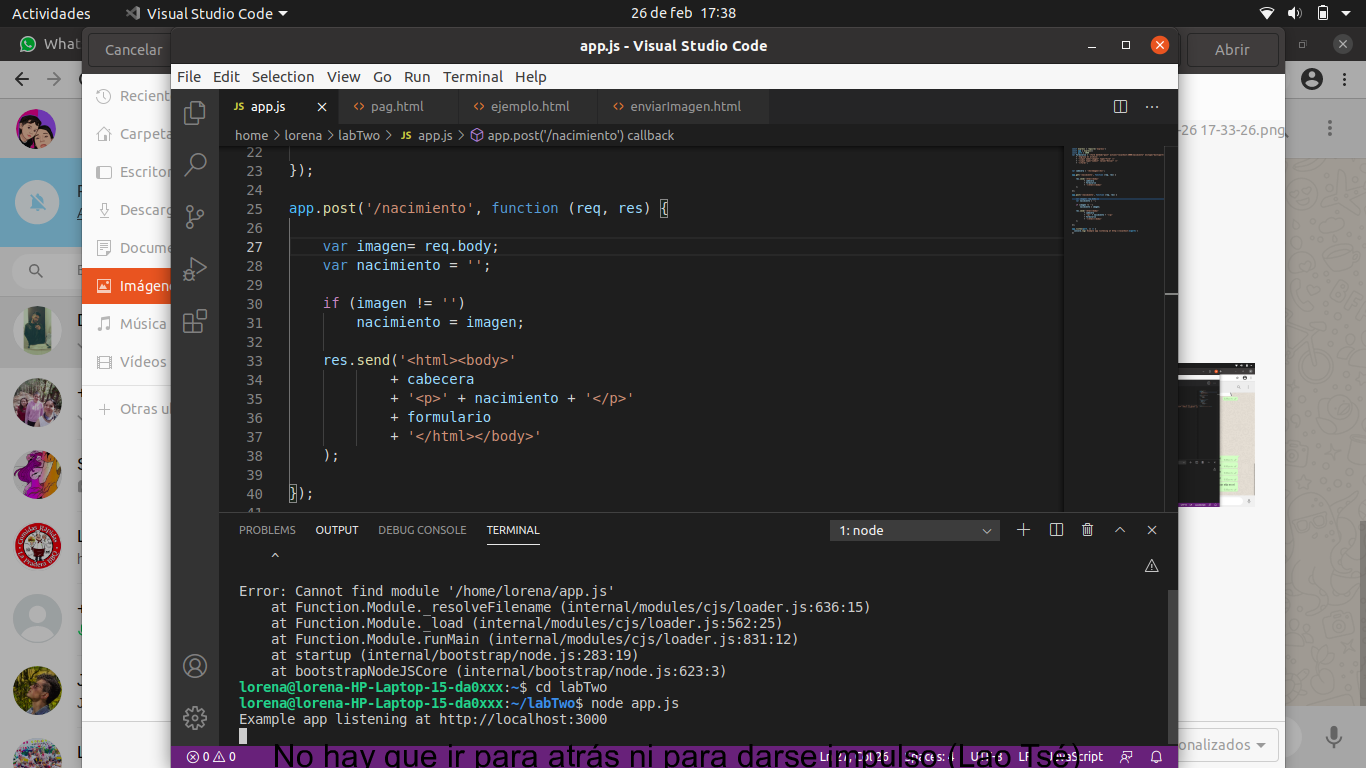 Actividades
Visual Studio Code
26 de feb 17:38
What
Cancelar
app.js - Visual Studio Code
Abrir
File Edit Selection View Go Run Terminal Help
JS app.js
pag.html
ejemplo.html
enviarImagen.html
home > lorena > labTwo > JS app.js > app.post('/nacimiento') callback
-26 17-33-26.png
Recient
Carpeta
Escritor
Descarg
Docume
Imágene
Música
Vídeos
Otras u
22
23 });
24
25 app.post('/nacimiento', function (req, res) {
26
27 var imagen= req.body;
28 var nacimiento = '';
29
30 if (imagen != '')
31 nacimiento = imagen;
32
33 res.send('<html><body>'
34 + cabecera
35 + '<p>' + nacimiento + '</p>'
36 + formulario
37 + '</html></body>'
38 );
39
40 });
41
PROBLEMS OUTPUT DEBUG CONSOLE TERMINAL
1: node
^
Error: Cannot find module '/home/lorena/app.js'
at Function.Module._resolveFilename (internal/modules/cjs/loader.js:636:15)
at Function.Module._load (internal/modules/cjs/loader.js:562:25)
at Function.Module.runMain (internal/modules/cjs/loader.js:831:12)
at startup (internal/bootstrap/node.js:283:19)
at bootstrapNodeJSCore (internal/bootstrap/node.js:623:3)
lorena@lorena-HP-Laptop-15-da0xxx:~$ cd labTwo
lorena@lorena-HP-Laptop-15-da0xxx:~/labTwo$ node app.js
Example app listening at http://localhost:3000
onalizados
0 0
Ln 27, Col 26 Spaces: 4 UTF-8 LF JavaScript
No hay que ir para atrás ni para darse impulso (Lao Tsé)